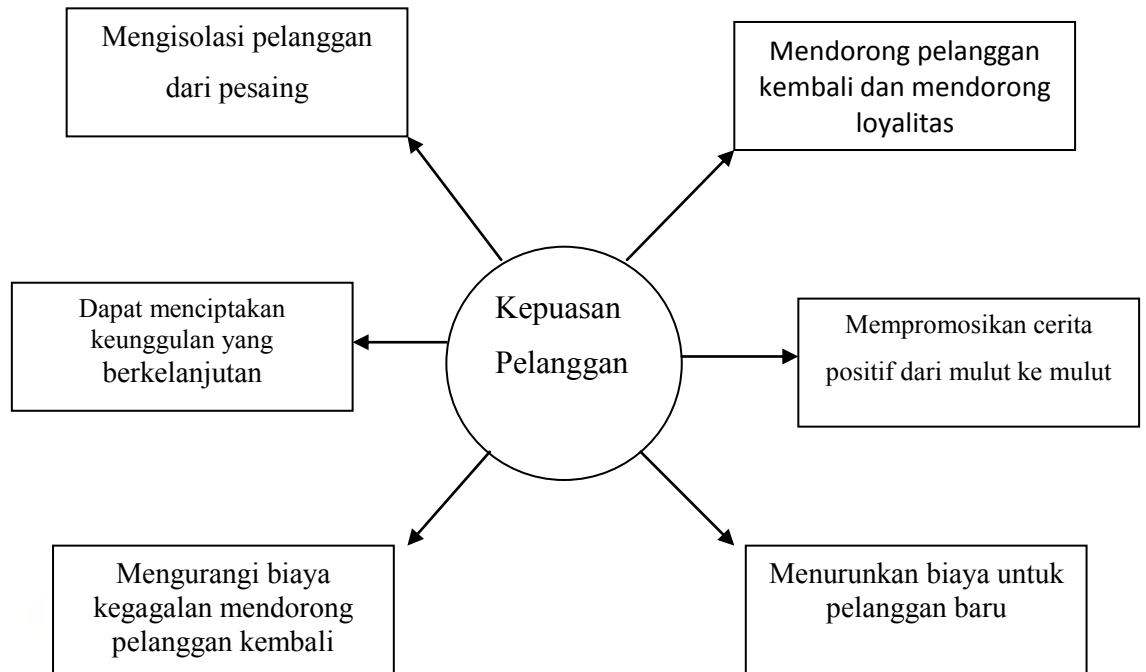 Mengisolasi pelanggan
dari pesaing
Mendorong pelanggan
kembali dan mendorong
loyalitas
Dapat menciptakan
keunggulan yang
berkelanjutan
Kepuasan
Pelanggan
Mempromosikan cerita
positif dari mulut ke mulut
Mengurangi biaya
kegagalan mendorong
pelanggan kembali
Menurunkan biaya untuk
pelanggan baru